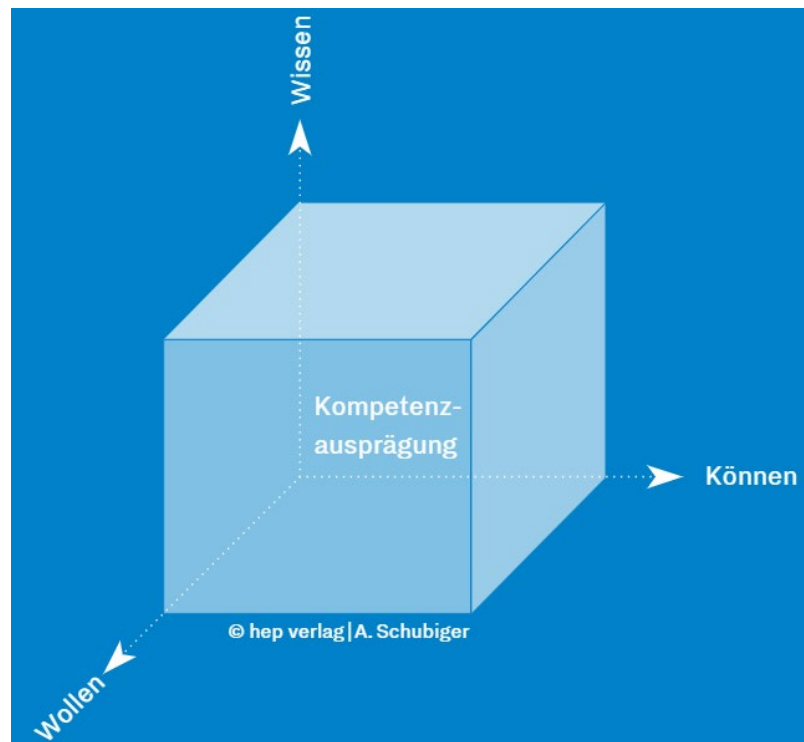 Wissen
Kompetenz-
ausprägung
Können
© hep verlag|A. Schubiger
Wollen